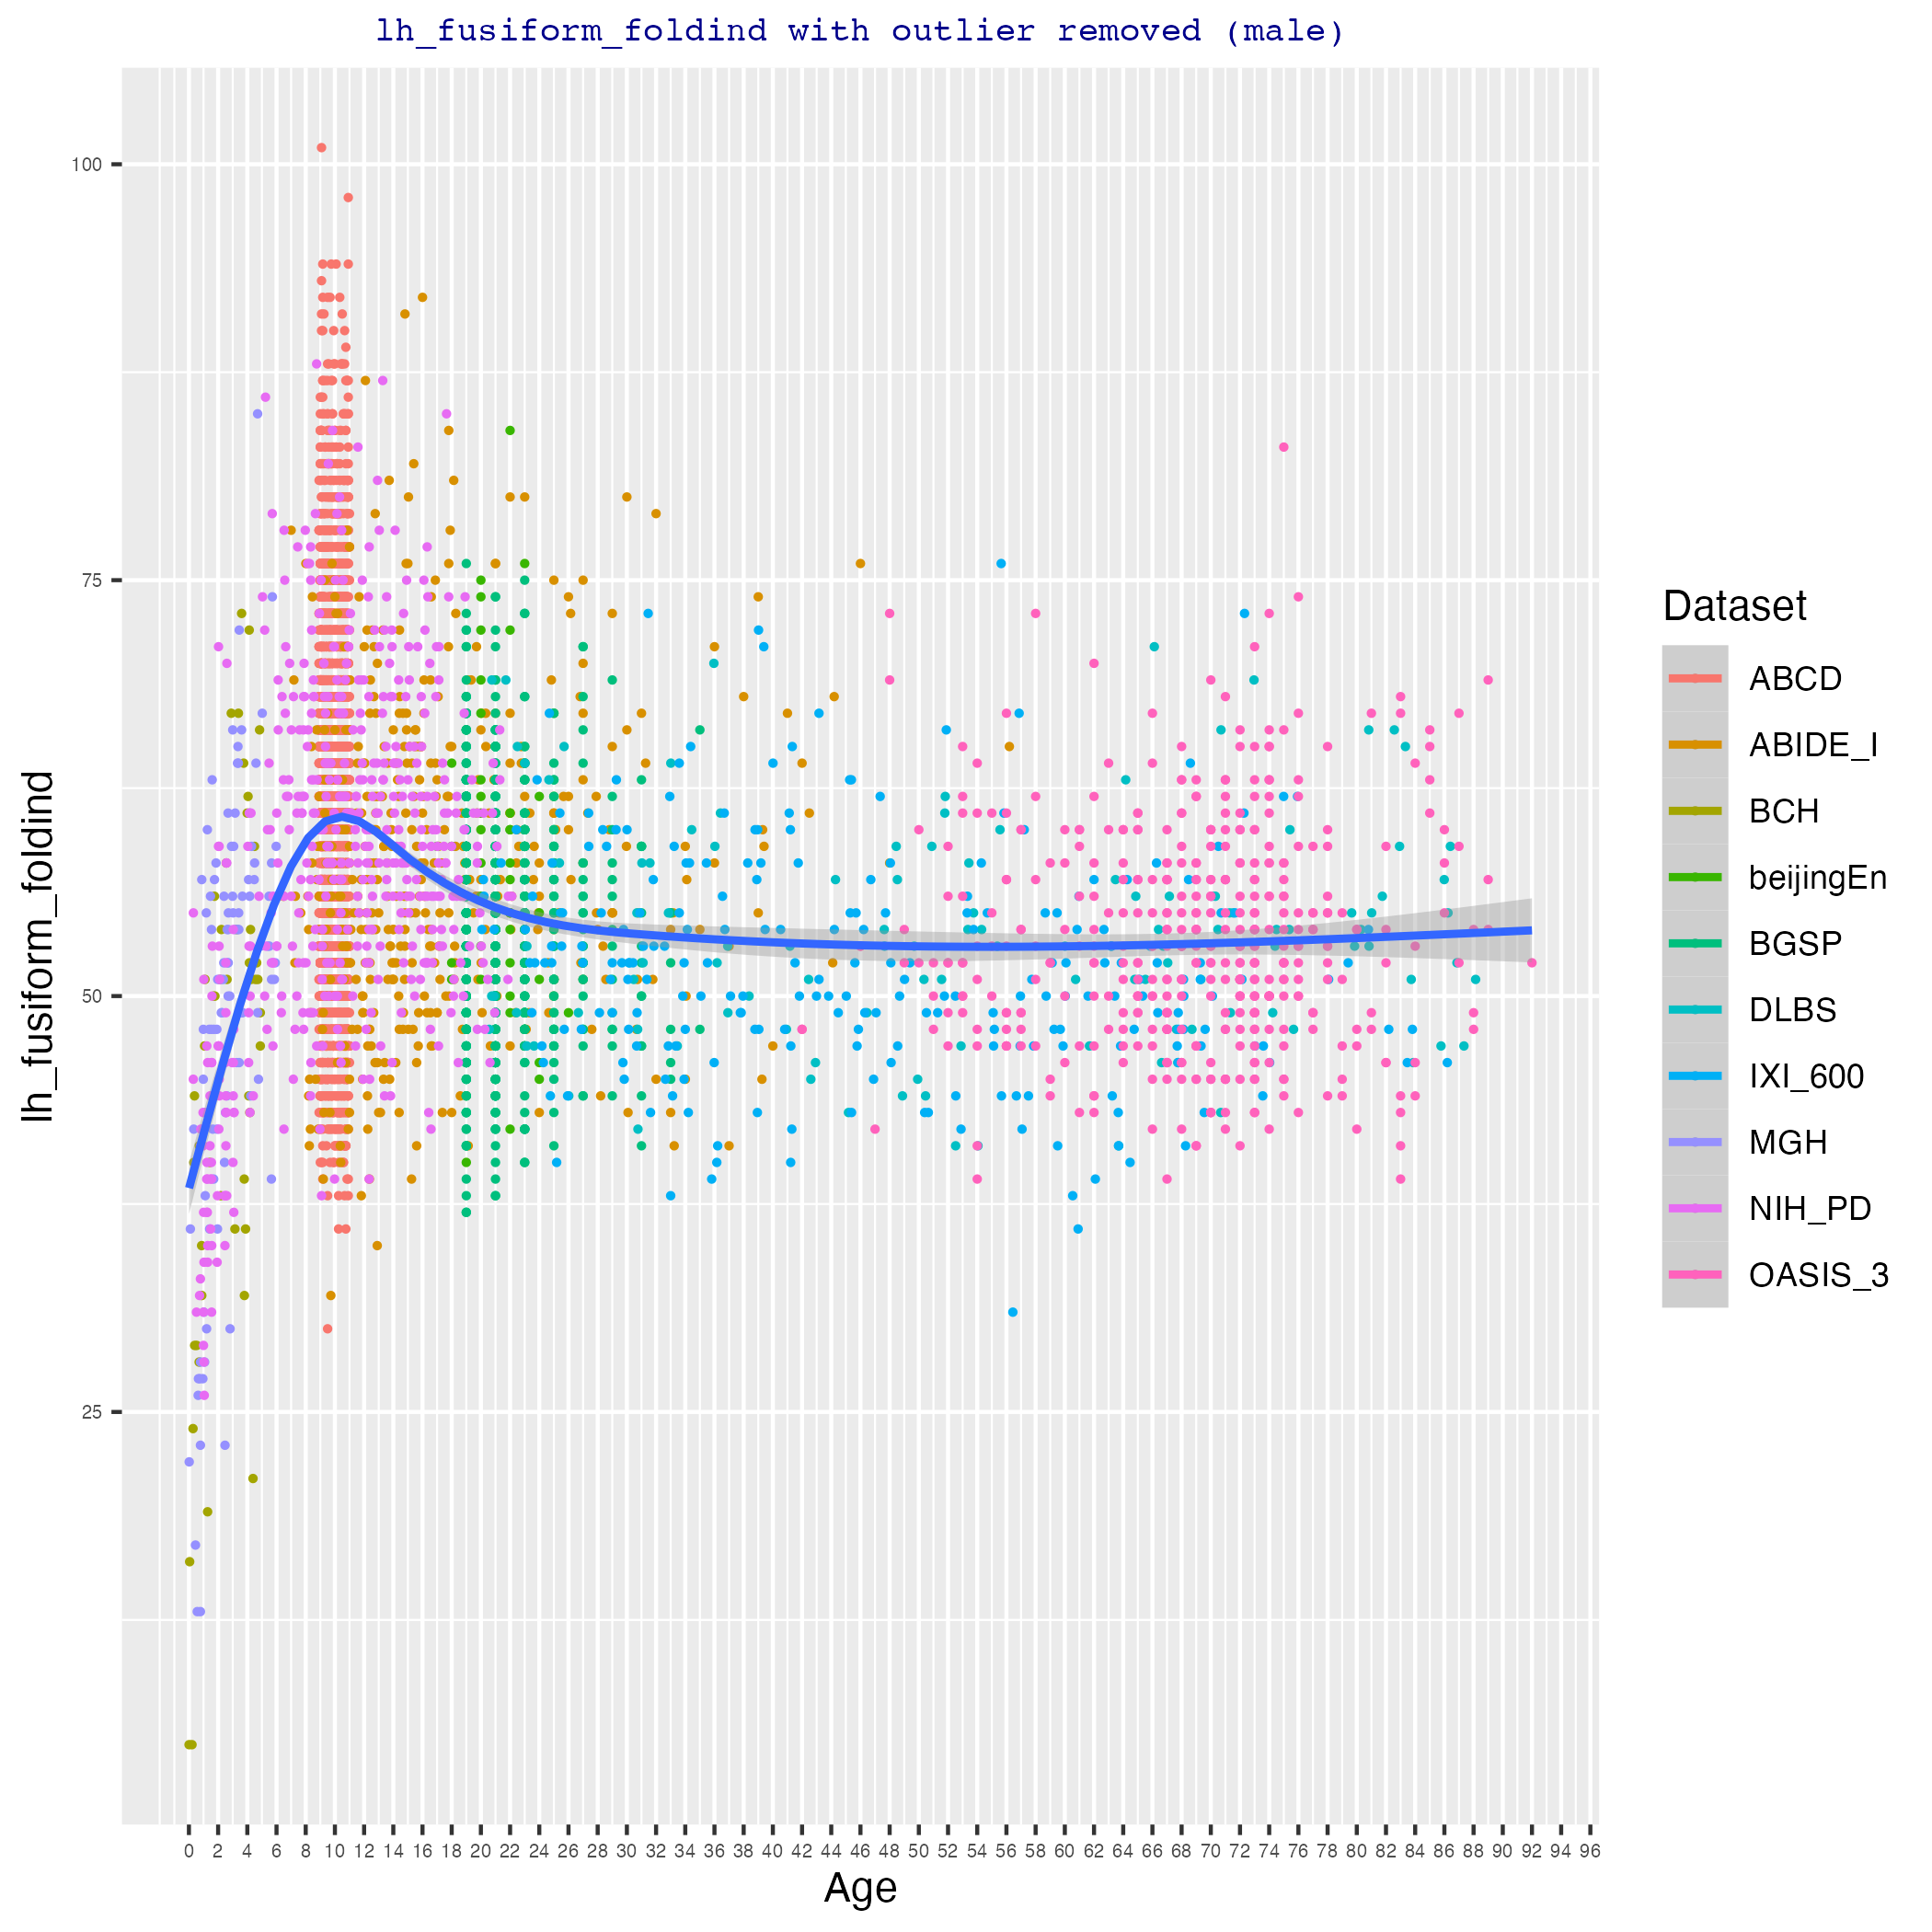 lh_fusiform_foldind with outlier removed (male)
lh_fusiform_foldind
100
75
50
25
0 2 4 6 8 10 12 14 16 18 20 22 24 26 28 30 32 34 36 38 40 42 44 46 48 50 52 54 56 58 60 62 64 66 68 70 72 74 76 78 80 82 84 86 88 90 92 94 96
Age
Dataset
ABCD
ABIDE_I
BCH
beijingEn
BGSP
DLBS
IXI_600
MGH
NIH_PD
OASIS_3